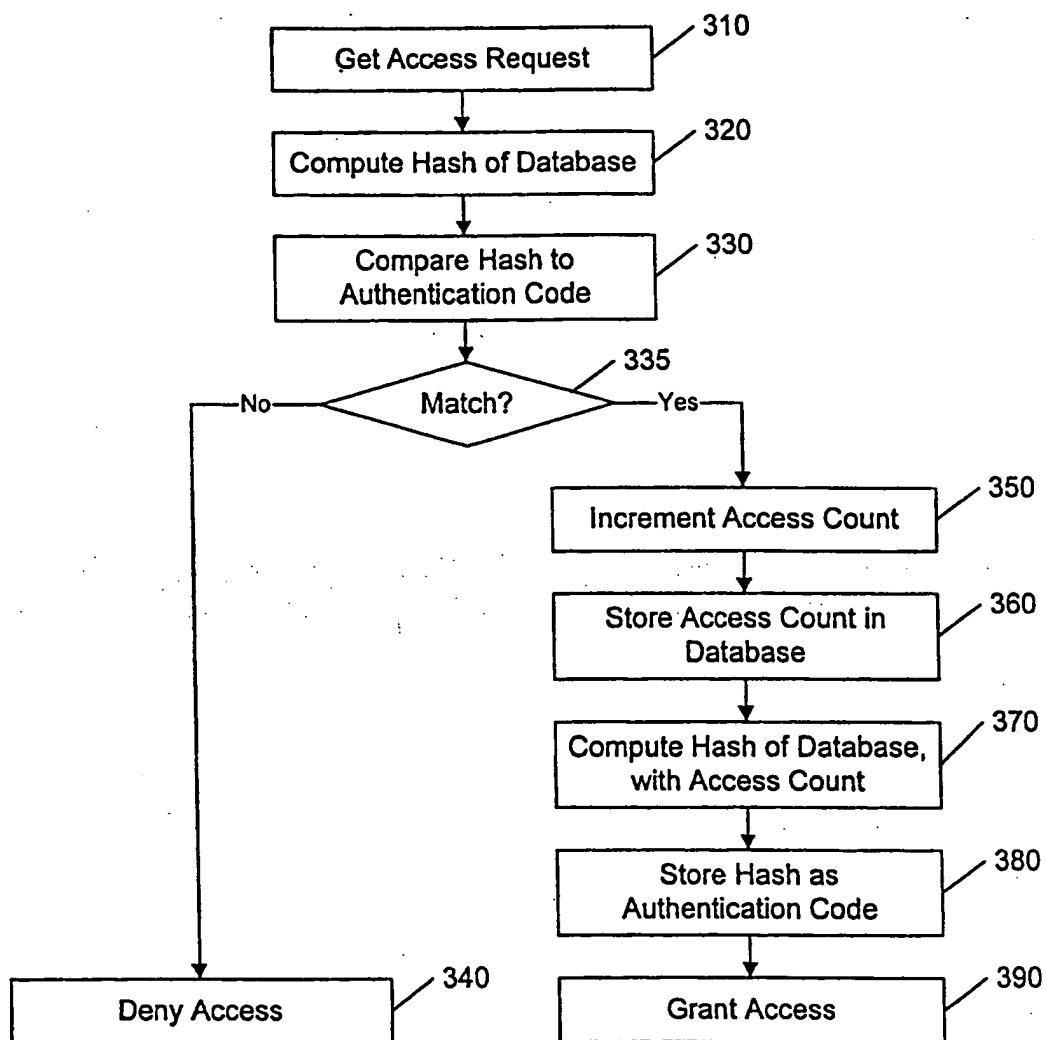 310
Get Access Request
320
Compute Hash of Database
330
Compare Hash to
Authentication Code
335
No
Match?
Yes
350
Increment Access Count
360
Store Access Count in
Database
370
Compute Hash of Database,
with Access Count
380
Store Hash as
Authentication Code
340
Deny Access
390
Grant Access